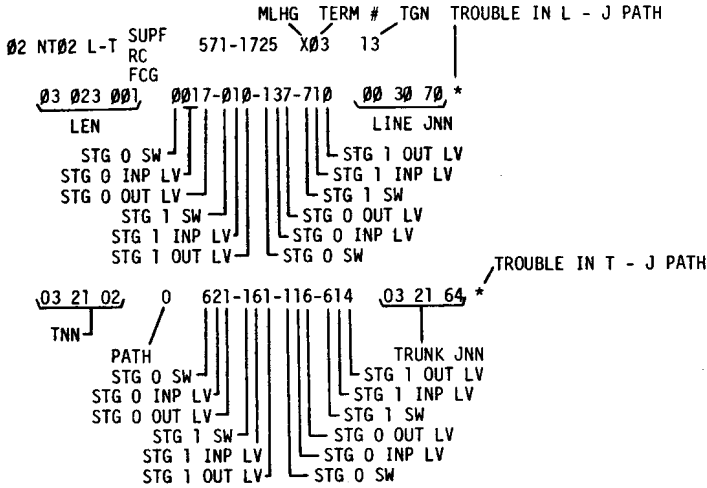 MLHG TERM # TGN TROUBLE IN L - J PATH
Ø2 NTØ2 L-T SUPF 571-1725 XØ3 13
RC
FCG
Ø3 Ø23 ØØ1 ØØ17-Ø1Ø-137-71Ø ØØ 3Ø 7Ø *
LEN LINE JNN
STG 0 SW STG 1 OUT LV
STG 0 INP LV STG 1 INP LV
STG 0 OUT LV STG 1 SW
STG 1 SW STG 0 OUT LV
STG 1 INP LV STG 0 INP LV
STG 1 OUT LV STG 0 SW
TROUBLE IN T - J PATH
03 21 02 0 621-161-116-614 03 21 64 *
TNN
PATH TRUNK JNN
STG 0 SW STG 1 OUT LV
STG 0 INP LV STG 1 INP LV
STG 0 OUT LV STG 1 SW
STG 1 SW STG 0 OUT LV
STG 1 INP LV STG 0 INP LV
STG 1 OUT LV STG 0 SW